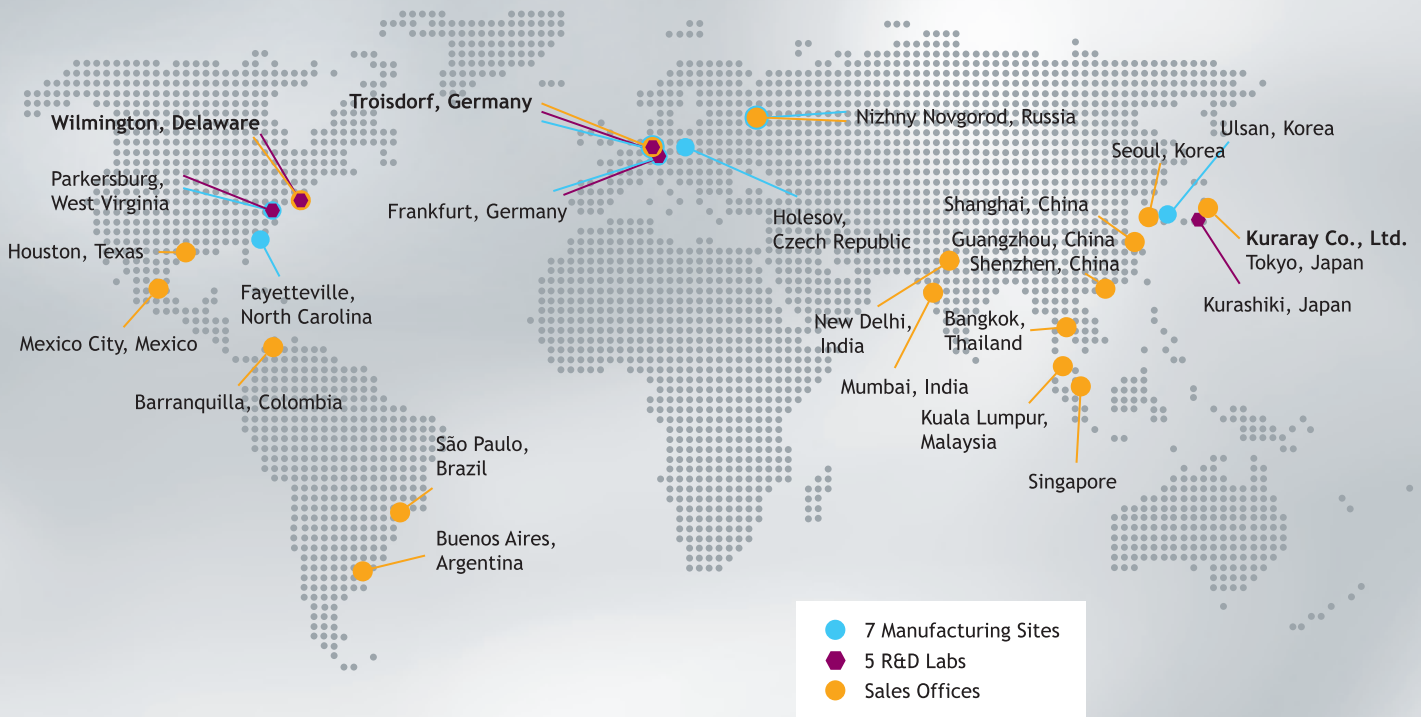 Troisdorf, Germany
Wilmington, Delaware
Nizhny Novgorod, Russia
Ulsan, Korea
Seoul, Korea
Parkersburg,
West Virginia
Frankfurt, Germany
Holesov,
Czech Republic
Shanghai, China
Guangzhou, China
Shenzhen, China
Kuraray Co., Ltd.
Tokyo, Japan
Houston, Texas
Fayetteville,
North Carolina
Kurashiki, Japan
Mexico City, Mexico
New Delhi,
India
Bangkok,
Thailand
Mumbai, India
Barranquilla, Colombia
Kuala Lumpur,
Malaysia
São Paulo,
Brazil
Singapore
Buenos Aires,
Argentina
7 Manufacturing Sites
5 R&D Labs
Sales Offices